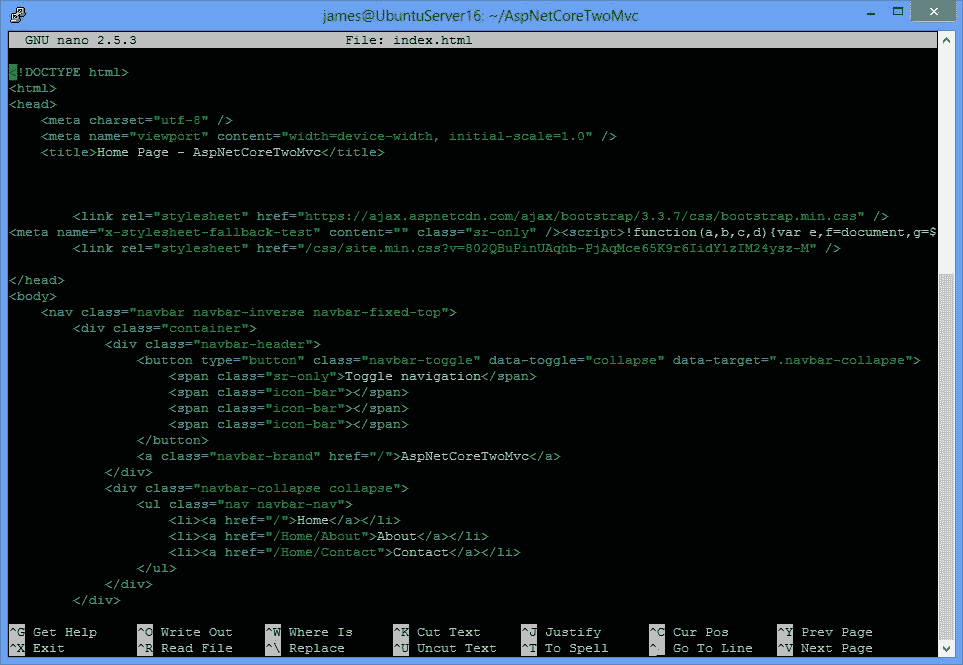 james@UbuntuServer16: ~/AspNetCoreTwoMvc
GNU nano 2.5.3 File: index.html
<!DOCTYPE html>
<html>
<head>
    <meta charset="utf-8" />
    <meta name="viewport" content="width=device-width, initial-scale=1.0" />
    <title>Home Page - AspNetCoreTwoMvc</title>
        <link rel="stylesheet" href="https://ajax.aspnetcdn.com/ajax/bootstrap/3.3.7/css/bootstrap.min.css" />
<meta name="x-stylesheet-fallback-test" content="" class="sr-only" /><script>!function(a,b,c,d){var e,f=document,g=$
        <link rel="stylesheet" href="/css/site.min.css?v=802QBuPinUAqhb-PjAqMce65K9r6IidY1zIM24ysz-M" />
</head>
<body>
    <nav class="navbar navbar-inverse navbar-fixed-top">
        <div class="container">
            <div class="navbar-header">
                <button type="button" class="navbar-toggle" data-toggle="collapse" data-target=".navbar-collapse">
                    <span class="sr-only">Toggle navigation</span>
                    <span class="icon-bar"></span>
                    <span class="icon-bar"></span>
                    <span class="icon-bar"></span>
                </button>
                <a class="navbar-brand" href="/">AspNetCoreTwoMvc</a>
            </div>
            <div class="navbar-collapse collapse">
                <ul class="nav navbar-nav">
                    <li><a href="/">Home</a></li>
                    <li><a href="/Home/About">About</a></li>
                    <li><a href="/Home/Contact">Contact</a></li>
                </ul>
            </div>
        </div>
^G Get Help ^O Write Out ^W Where Is ^K Cut Text ^J Justify ^C Cur Pos ^Y Prev Page
^X Exit ^R Read File ^\ Replace ^U Uncut Text ^T To Spell ^_ Go To Line ^V Next Page